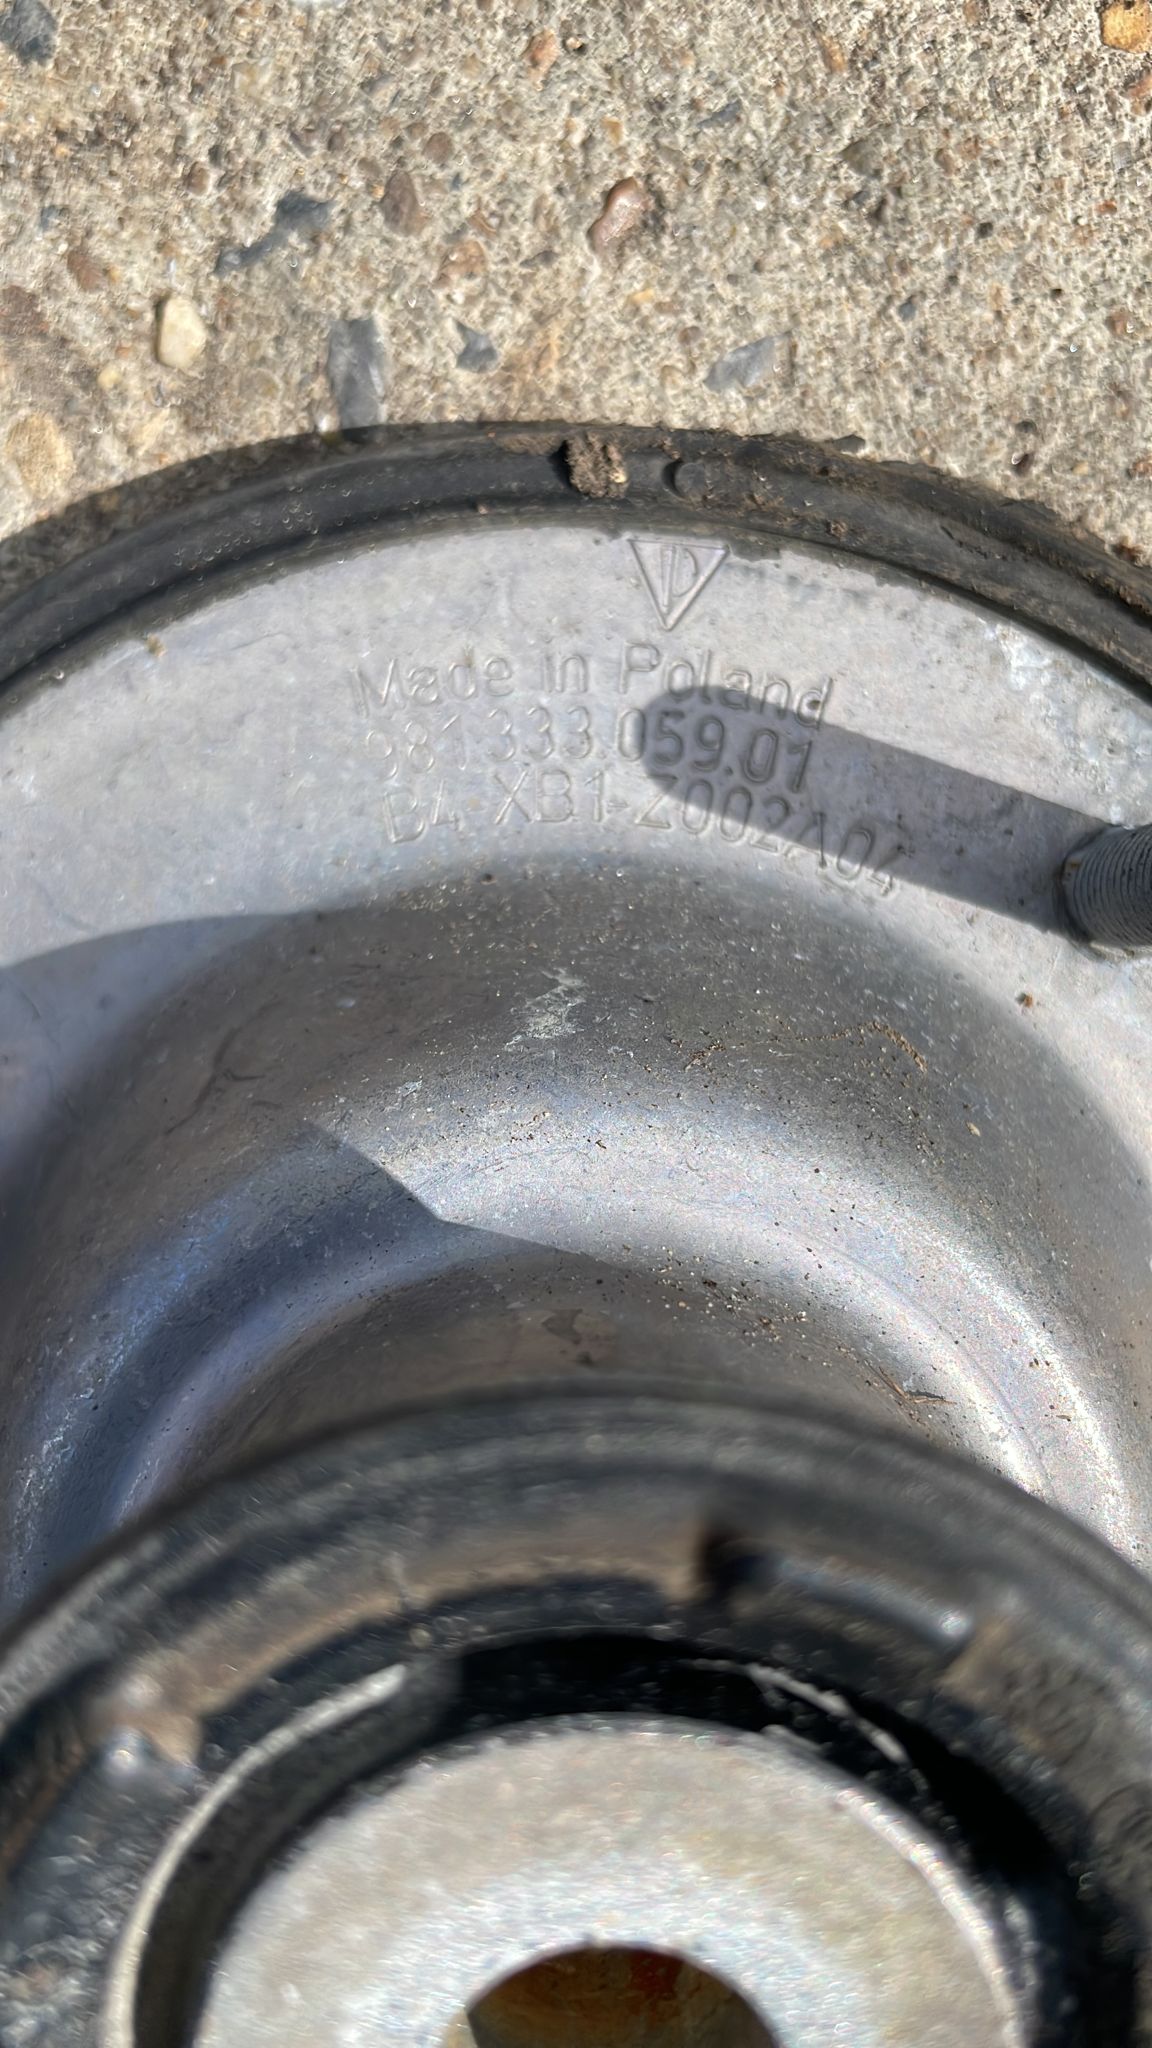 D
Made in Poland
981.333.059.01
B4-XB1-Z002A04